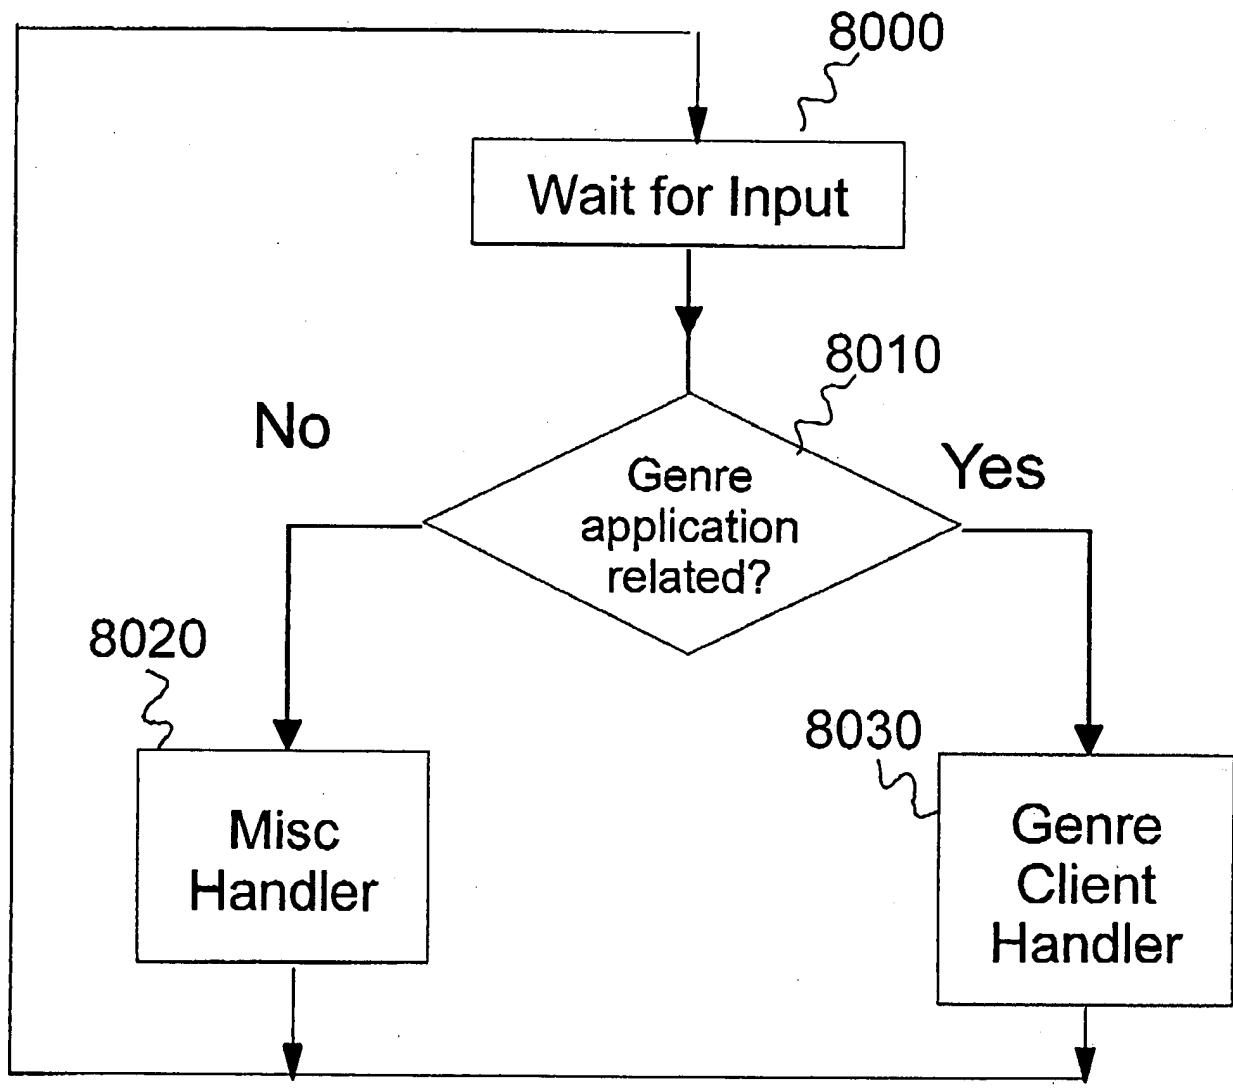 8000
Wait for Input
8010
No
Yes
Genre
application
related?
8020
8030
Misc
Handler
Genre
Client
Handler